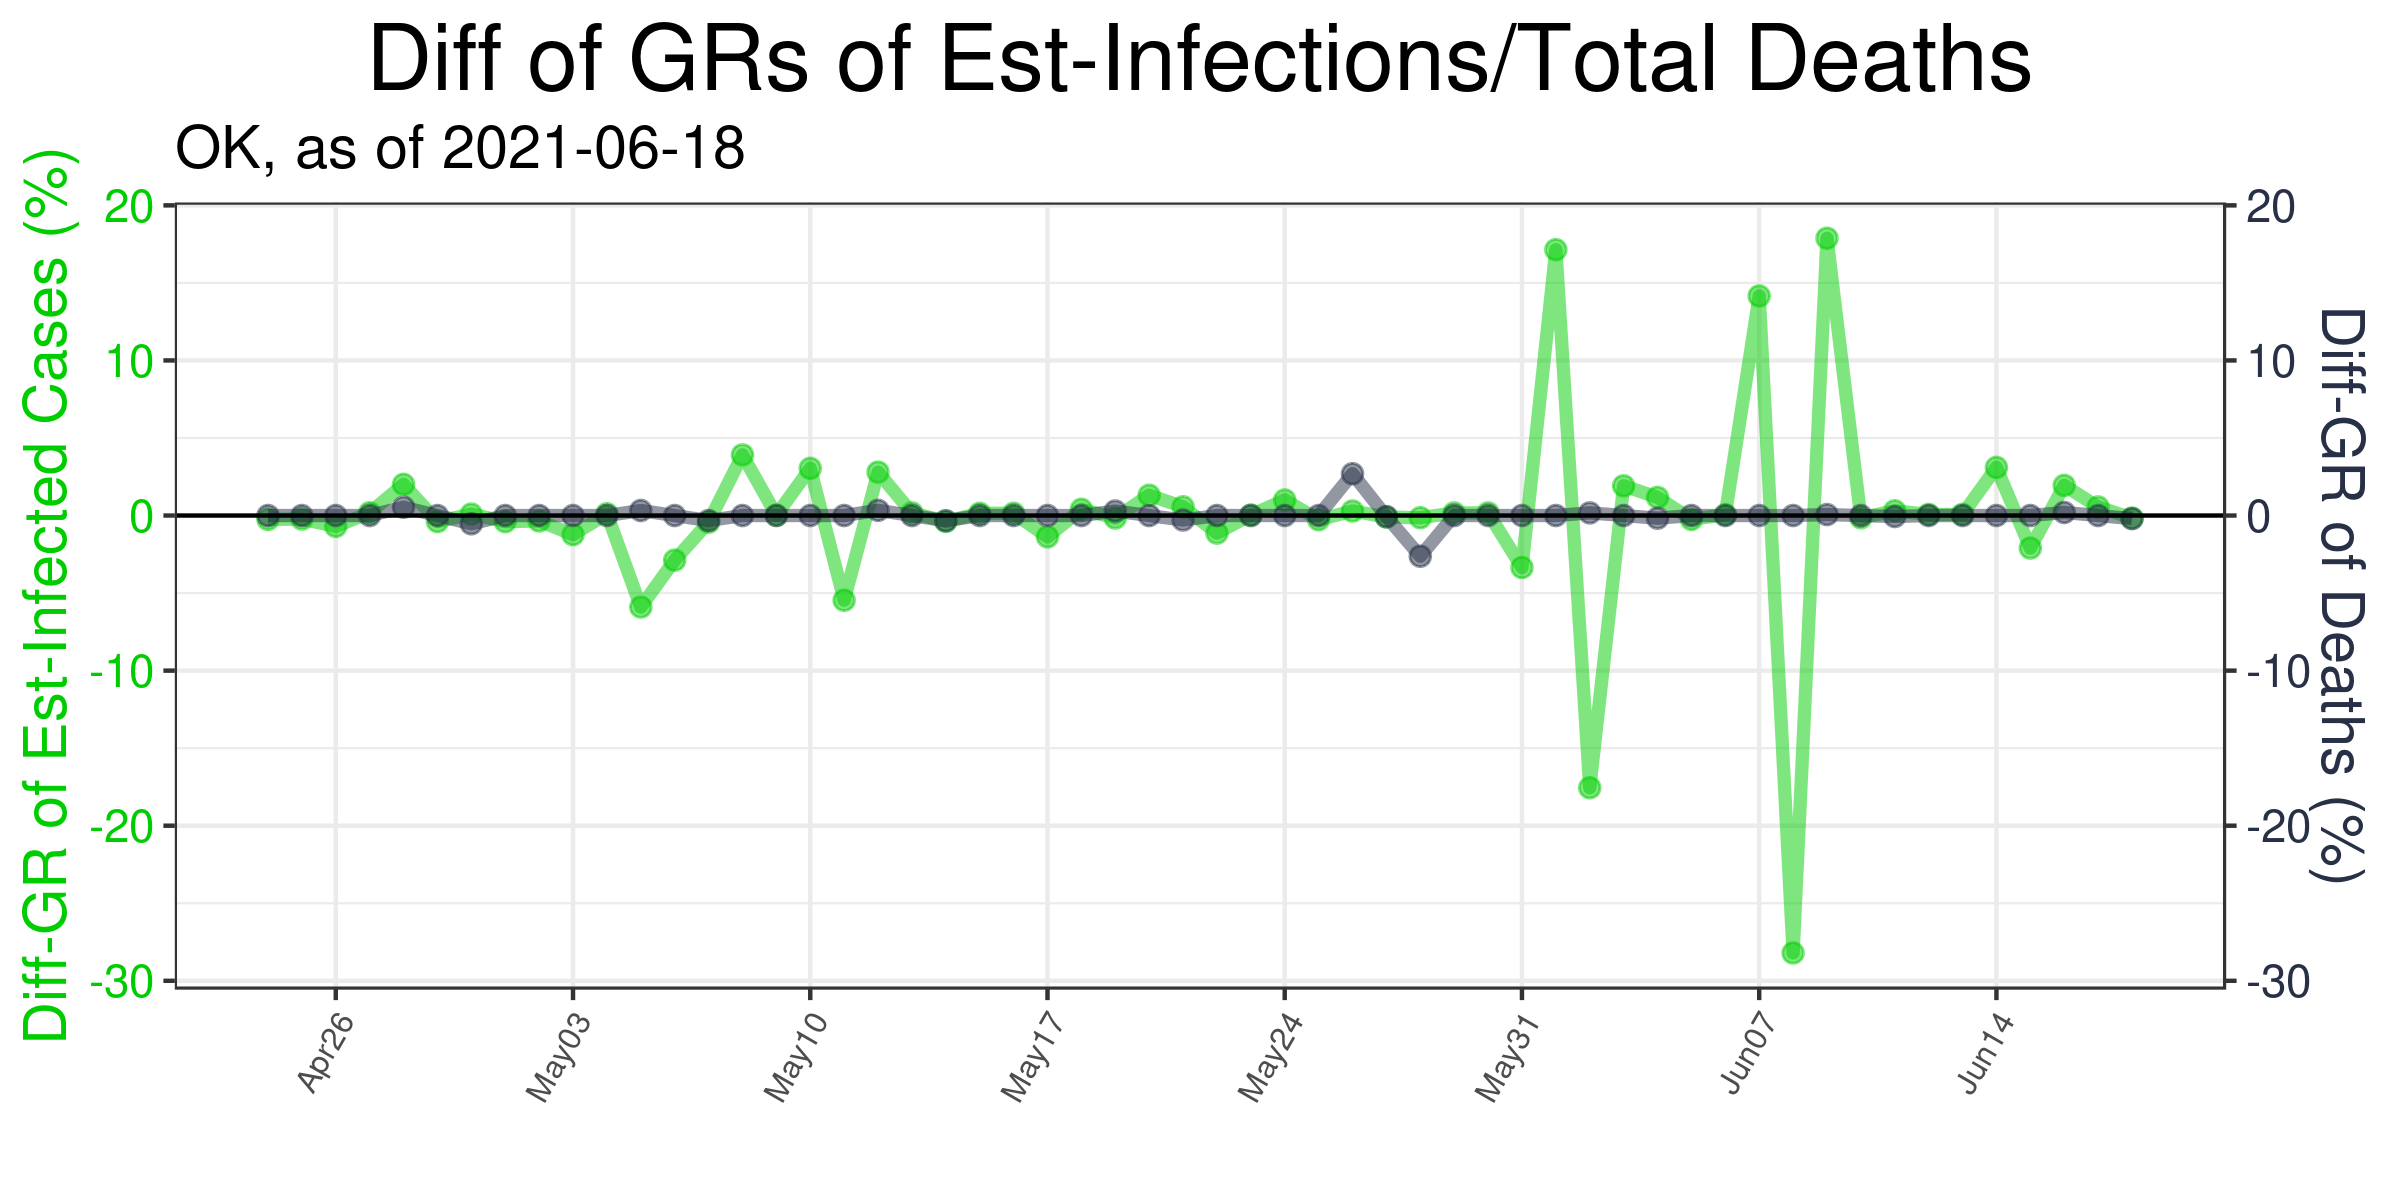 Diff of GRs of Est-Infections/Total Deaths
OK, as of 2021-06-18
Diff-GR of Est-Infected Cases (%)
20
10
0
-10
-20
-30
20
10
0
-10
-20
-30
Diff-GR of Deaths (%)
Apr26
May03
May10
May17
May24
May31
Jun07
Jun14